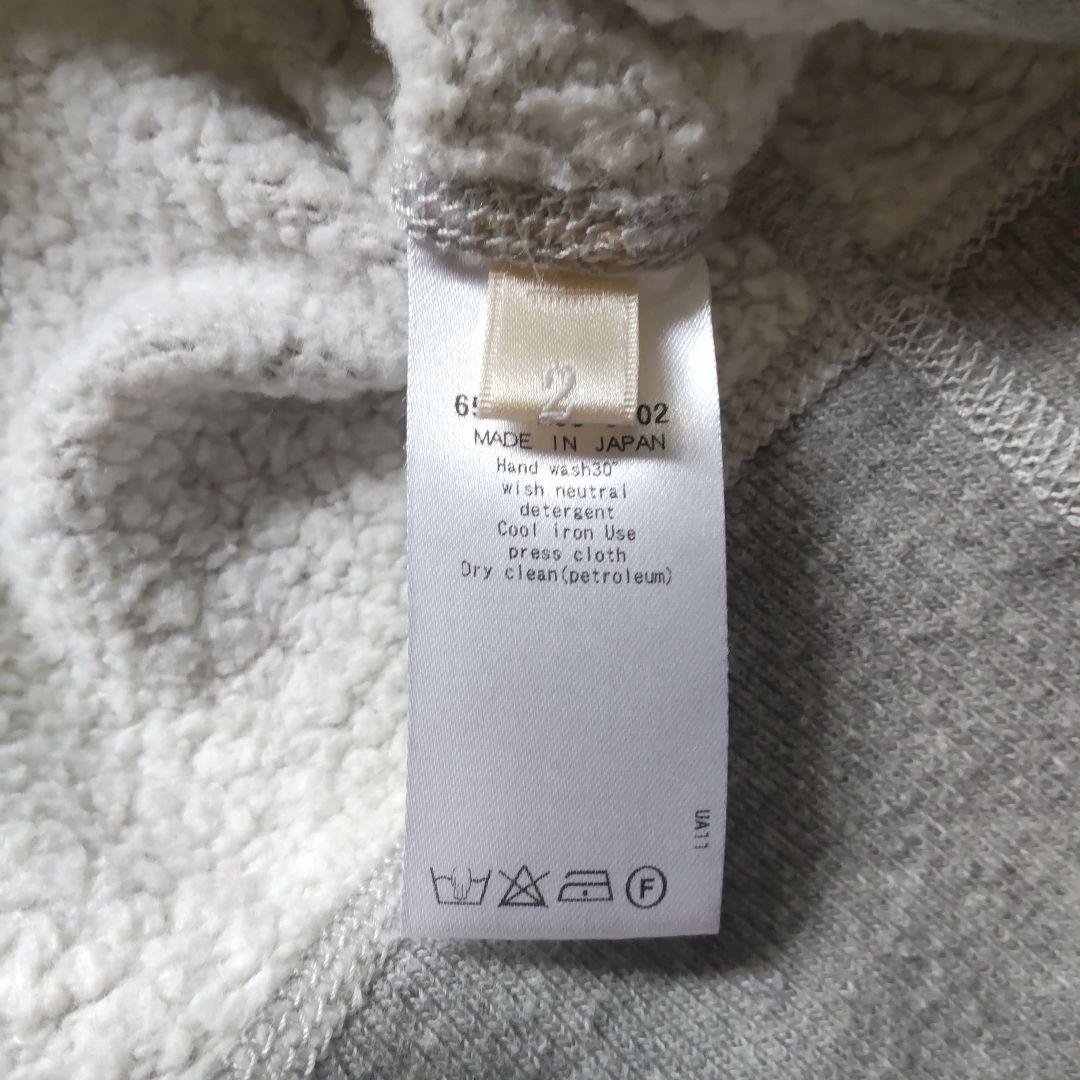 2
02
MADE IN JAPAN
Hand wash30°
wish neutral
detergent
Cool iron Use
press cloth
Dry clean(petroleum)
UA11
F